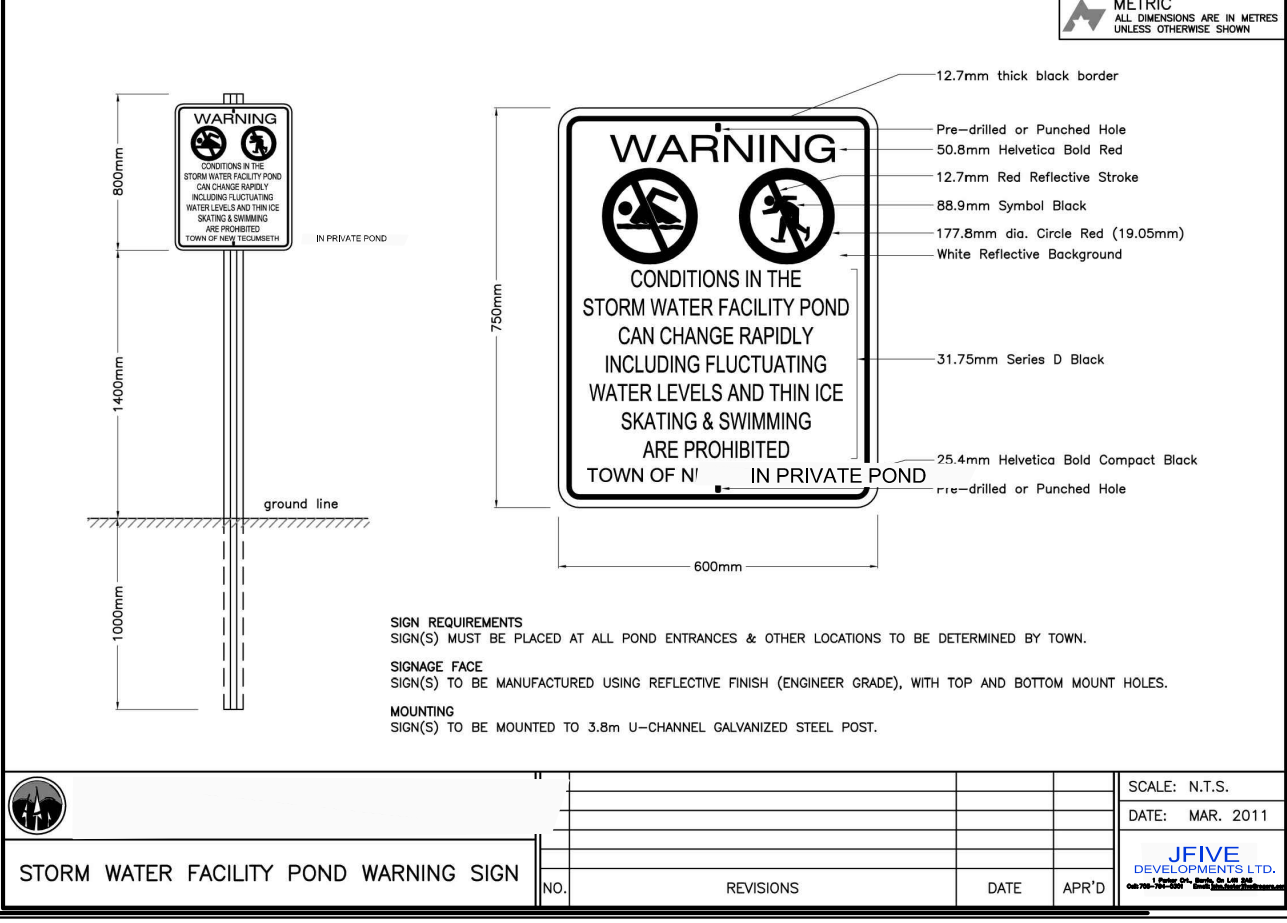 METRIC
ALL DIMENSIONS ARE IN METRES
UNLESS OTHERWISE SHOWN
800mm
1400mm
1000mm
WARNING
CONDITIONS IN THE
STORM WATER FACILITY POND
CAN CHANGE RAPIDLY
INCLUDING FLUCTUATING
WATER LEVELS AND THIN ICE
SKATING & SWIMMING
ARE PROHIBITED
TOWN OF NEW TECUMSETH
IN PRIVATE POND
ground line
750mm
600mm
WARNING
CONDITIONS IN THE
STORM WATER FACILITY POND
CAN CHANGE RAPIDLY
INCLUDING FLUCTUATING
WATER LEVELS AND THIN ICE
SKATING & SWIMMING
ARE PROHIBITED
TOWN OF N
IN PRIVATE POND
12.7mm thick black border
Pre-drilled or Punched Hole
50.8mm Helvetica Bold Red
12.7mm Red Reflective Stroke
88.9mm Symbol Black
177.8mm dia. Circle Red (19.05mm)
White Reflective Background
31.75mm Series D Black
25.4mm Helvetica Bold Compact Black
Pre-drilled or Punched Hole
SIGN REQUIREMENTS
SIGN(S) MUST BE PLACED AT ALL POND ENTRANCES & OTHER LOCATIONS TO BE DETERMINED BY TOWN.
SIGNAGE FACE
SIGN(S) TO BE MANUFACTURED USING REFLECTIVE FINISH (ENGINEER GRADE), WITH TOP AND BOTTOM MOUNT HOLES.
MOUNTING
SIGN(S) TO BE MOUNTED TO 3.8m U-CHANNEL GALVANIZED STEEL POST.
STORM WATER FACILITY POND WARNING SIGN
NO.
REVISIONS
DATE
APR'D
SCALE: N.T.S.
DATE: MAR. 2011
JFIVE
DEVELOPMENTS LTD.